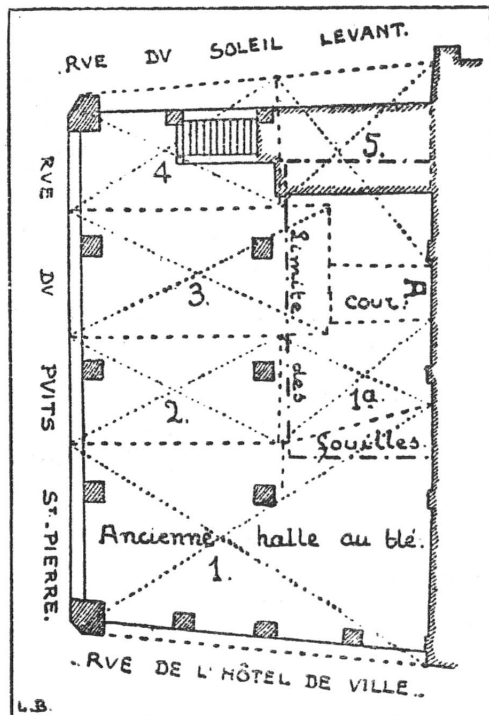 RVE DV SOLEIL LEVANT.
RVE DV PVITS St-PIERRE.
4
5.
3.
limite des fouilles
cour.
A
2.
1a
Ancienne halle au blé.
1.
RVE DE L'HÔTEL DE VILLE..
L.B.